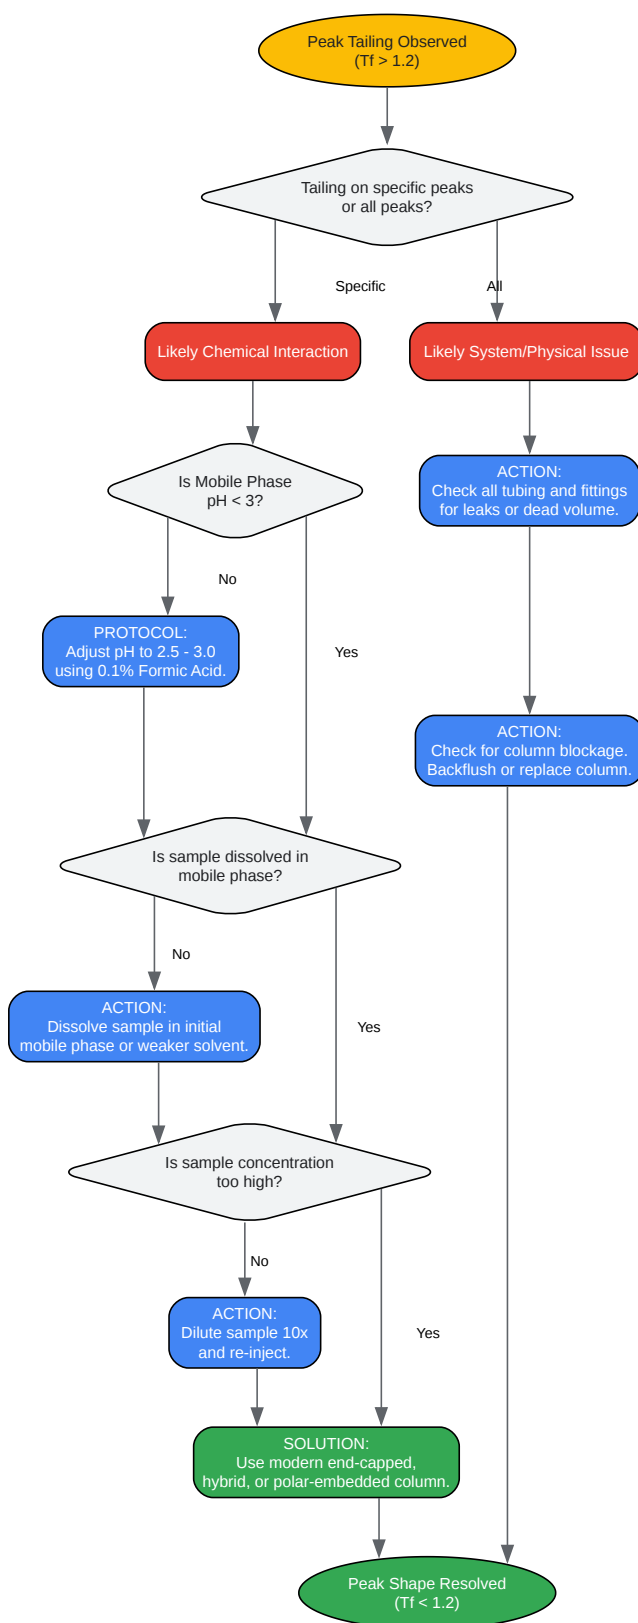 Peak Tailing Observed
(Tf > 1.2)
Tailing on specific peaks
or all peaks?
Specific
All
Likely Chemical Interaction
Likely System/Physical Issue
Is Mobile Phase
pH < 3?
ACTION:
Check all tubing and fittings
for leaks or dead volume.
No
Yes
PROTOCOL:
Adjust pH to 2.5 - 3.0
using 0.1% Formic Acid.
ACTION:
Check for column blockage.
Backflush or replace column.
Is sample dissolved in
mobile phase?
No
Yes
ACTION:
Dissolve sample in initial
mobile phase or weaker solvent.
Is sample concentration
too high?
No
Yes
ACTION:
Dilute sample 10x
and re-inject.
SOLUTION:
Use modern end-capped,
hybrid, or polar-embedded column.
Peak Shape Resolved
(Tf < 1.2)